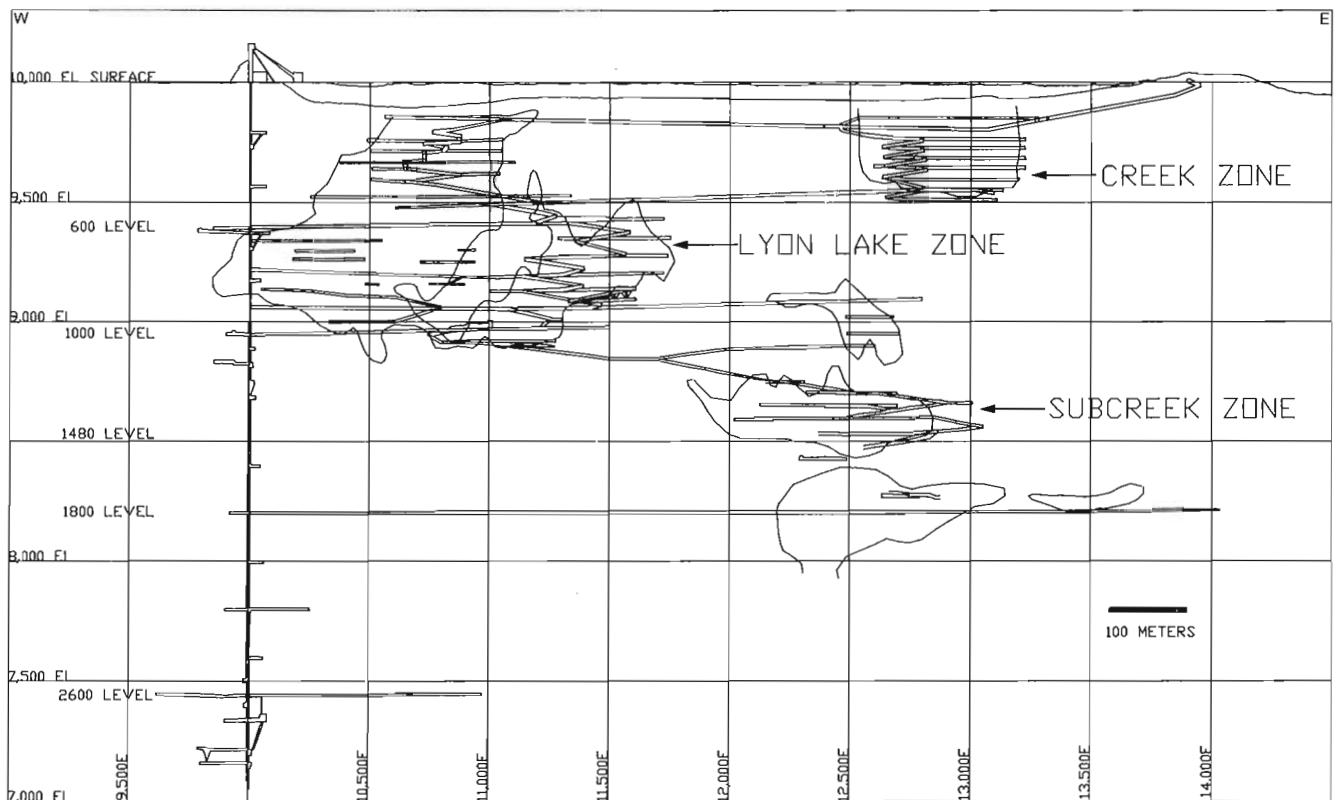 W
E
10,000 EL SURFACE
CREEK ZONE
9,500 EL
600 LEVEL
LYON LAKE ZONE
9,000 EL
1000 LEVEL
SUBCREEK ZONE
1480 LEVEL
1800 LEVEL
8,000 EL
100 METERS
7,500 EL
2600 LEVEL
9,500E
10,500E
11,000E
11,500E
12,000E
12,500E
13,000E
13,500E
14,000E
7,000 EL